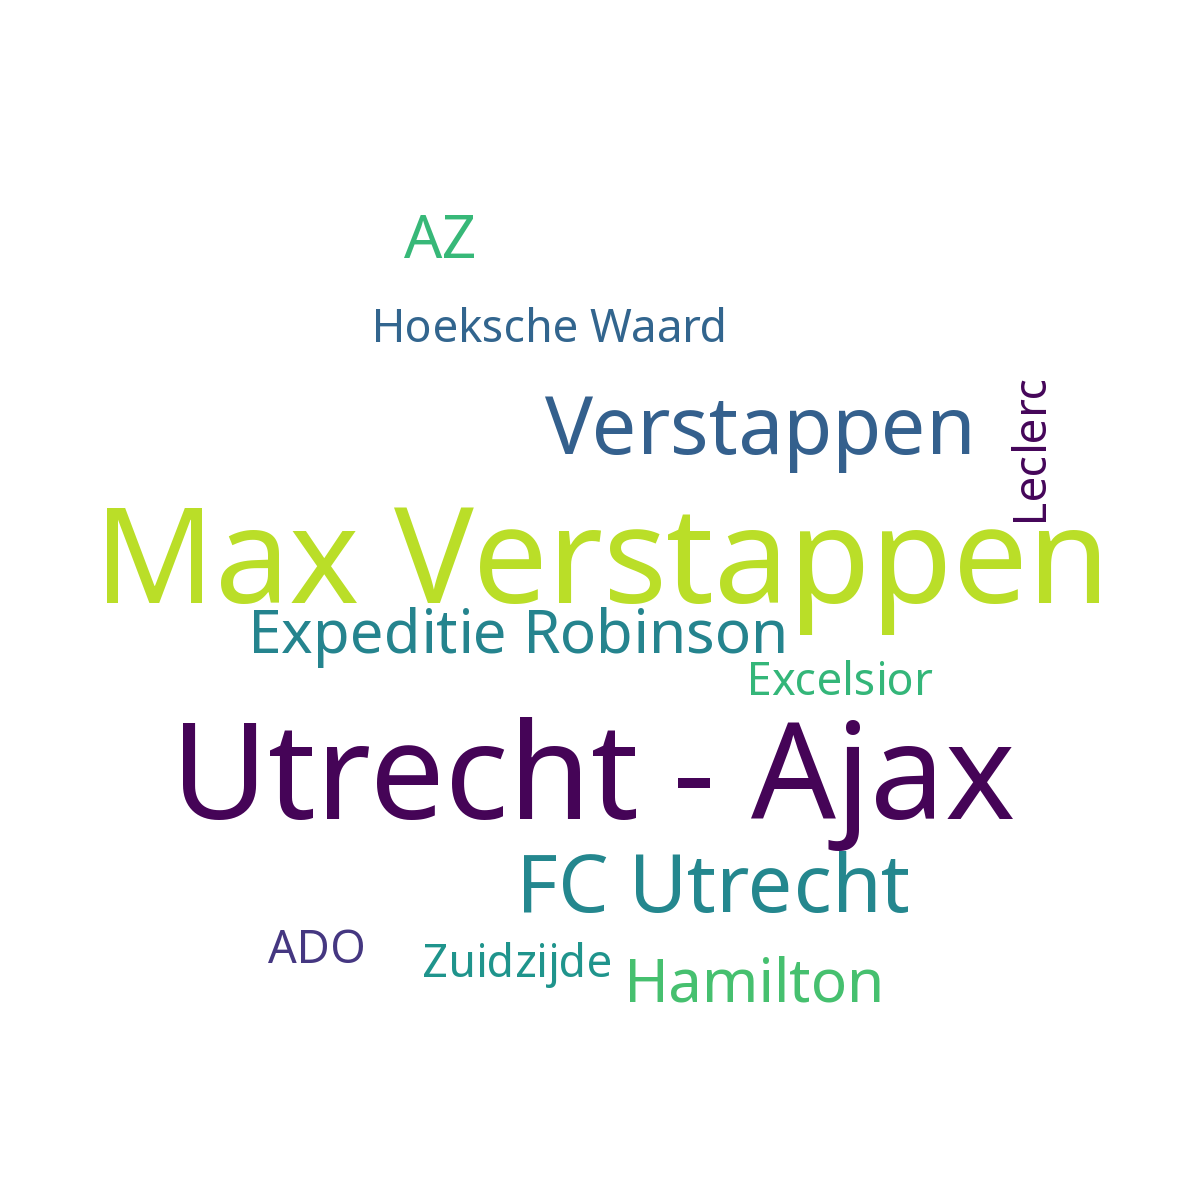 AZ
Hoeksche Waard
Verstappen
Leclerc
Max Verstappen
Expeditie Robinson
Excelsior
Utrecht - Ajax
FC Utrecht
ADO
Zuidzijde
Hamilton